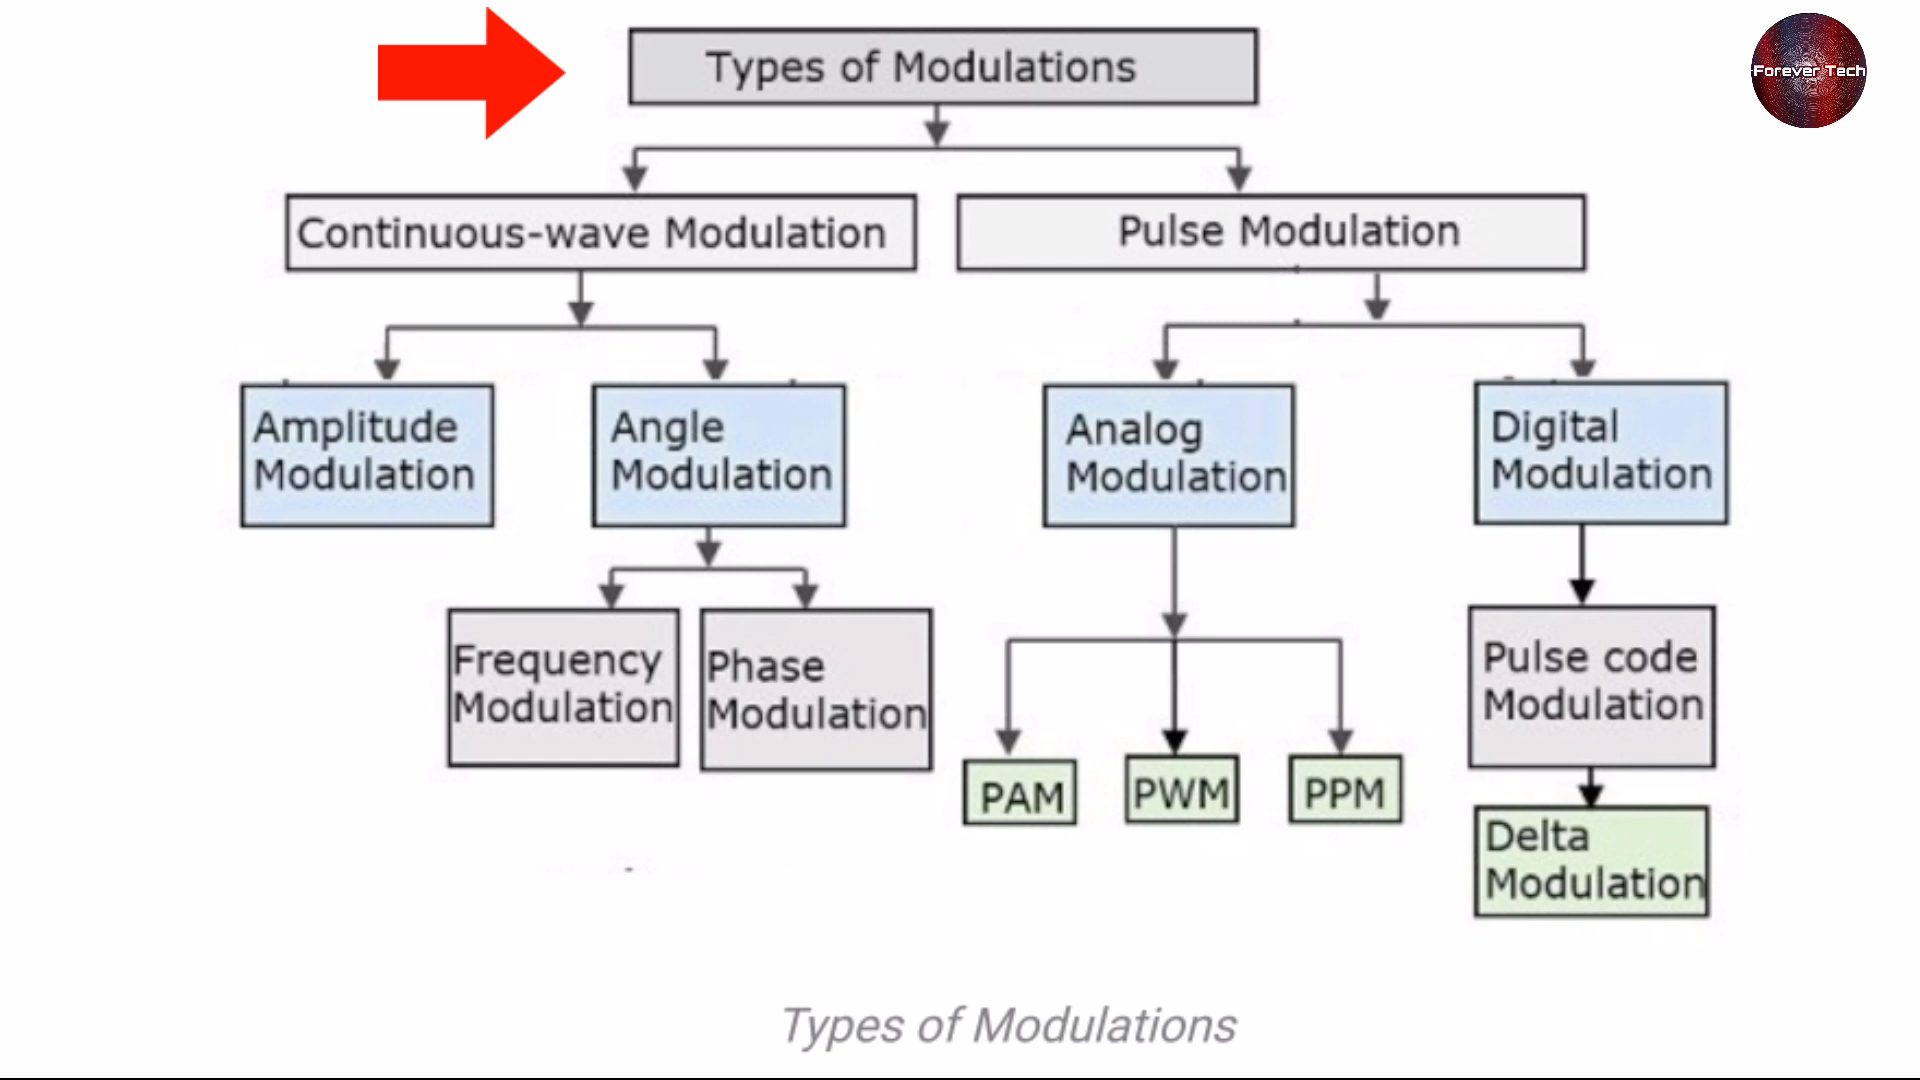 Types of Modulations
Forever Tech
Continuous-wave Modulation
Pulse Modulation
Amplitude
Modulation
Angle
Modulation
Analog
Modulation
Digital
Modulation
Frequency
Modulation
Phase
Modulation
PAM
PWM
PPM
Pulse code
Modulation
Delta
Modulation
Types of Modulations